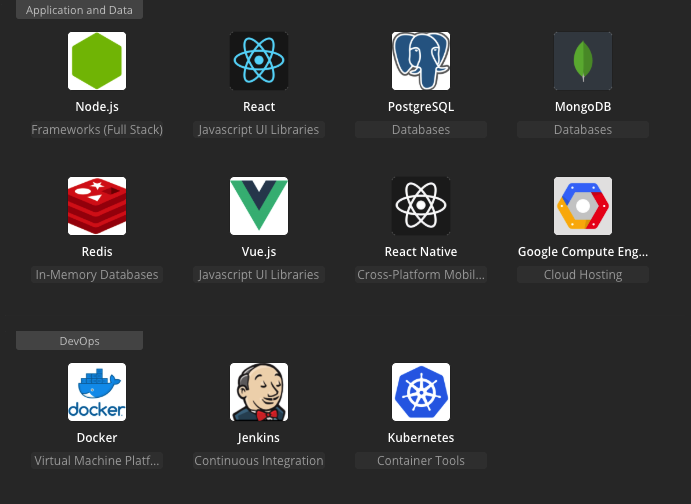 Application and Data
Node.js
React
PostgreSQL
MongoDB
Frameworks (Full Stack)
Javascript UI Libraries
Databases
Databases
Redis
Vue.js
React Native
Google Compute Eng...
In-Memory Databases
Javascript UI Libraries
Cross-Platform Mobil...
Cloud Hosting
DevOps
docker
Docker
Jenkins
Kubernetes
Virtual Machine Platf...
Continuous Integration
Container Tools